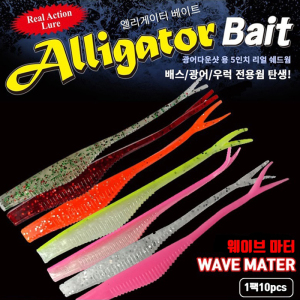 Real Action
Lure
엘리게이터 베이트
Alligator Bait
광어다운샷 용 5인치 리얼 쉐드웜
배스/광어/우럭 전용웜 탄생!
웨이브 마터
WAVE MATER
1팩10pcs